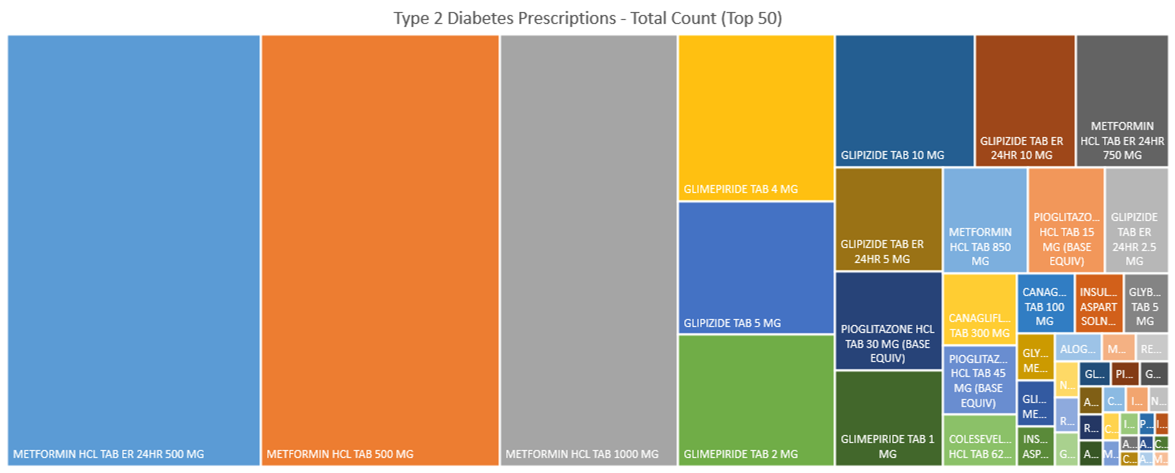 Type 2 Diabetes Prescriptions - Total Count (Top 50)
METFORMIN HCL TAB ER 24HR 500 MG
METFORMIN HCL TAB 500 MG
METFORMIN HCL TAB 1000 MG
GLIMEPIRIDE TAB 4 MG
GLIPIZIDE TAB 5 MG
GLIMEPIRIDE TAB 2 MG
GLIPIZIDE TAB 10 MG
GLIPIZIDE TAB ER
24HR 10 MG
METFORMIN
HCL TAB ER 24HR
750 MG
GLIPIZIDE TAB ER
24HR 5 MG
METFORMIN
HCL TAB 850
MG
PIOGLITAZO...
HCL TAB 15
MG (BASE
EQUIV)
GLIPIZIDE
TAB ER
24HR 2.5
MG
PIOGLITAZONE HCL
TAB 30 MG (BASE
EQUIV)
GLIMEPIRIDE TAB 1
MG
CANAGLIFL...
TAB 300 MG
PIOGLITAZ...
HCL TAB 45
MG (BASE
EQUIV)
COLESEVEL...
HCL TAB 62...
CANAG...
TAB 100
MG
INSUL...
ASPART
SOLN...
GLYB...
TAB 5
MG
GLY...
ME...
GLI...
ME...
INS...
ASP...
ALOG...
M...
RE...
N...
GL...
PI...
G...
R...
A...
C...
I...
N...
G...
R...
C...
I...
P...
I...
A...
M...
A...
A...
C...
C...
A...
M...